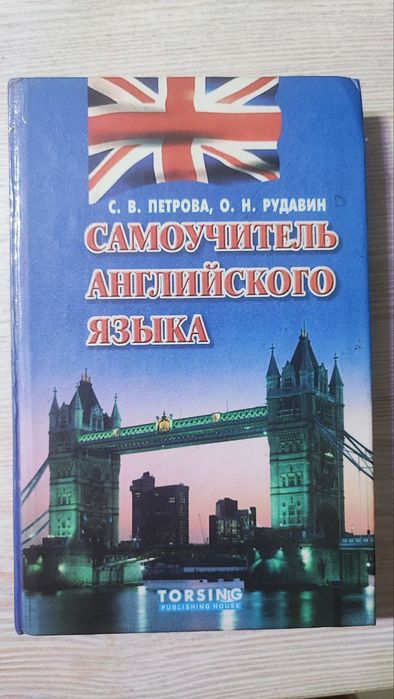 С. В. ПЕТРОВА, О. Н. РУДАВИН
САМОУЧИТЕЛЬ
АНГЛИЙСКОГО
ЯЗЫКА
TORSING
PUBLISHING HOUSE